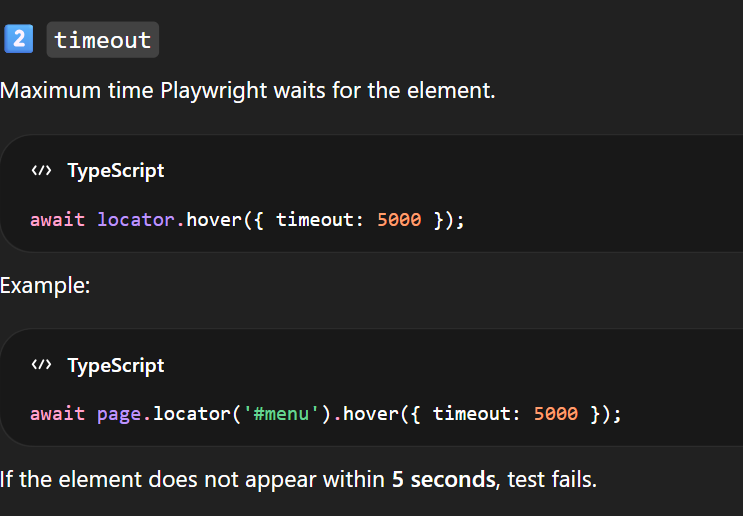 2 timeout
Maximum time Playwright waits for the element.
</> TypeScript
await locator.hover({ timeout: 5000 });
Example:
</> TypeScript
await page.locator('#menu').hover({ timeout: 5000 });
If the element does not appear within 5 seconds, test fails.